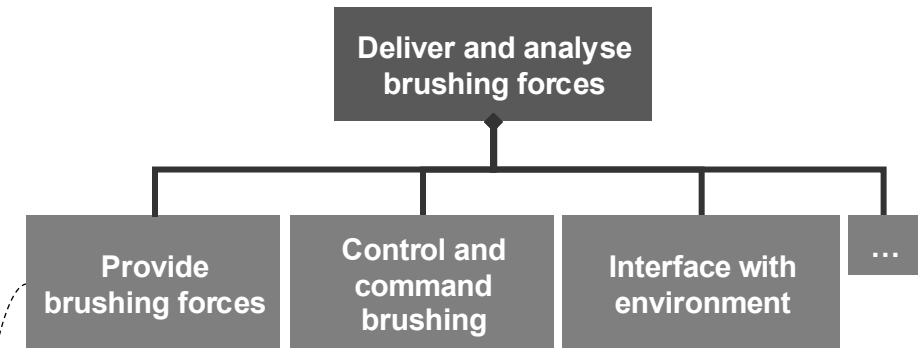 Deliver and analyse
brushing forces
Provide
brushing forces
Control and
command
brushing
Interface with
environment
...